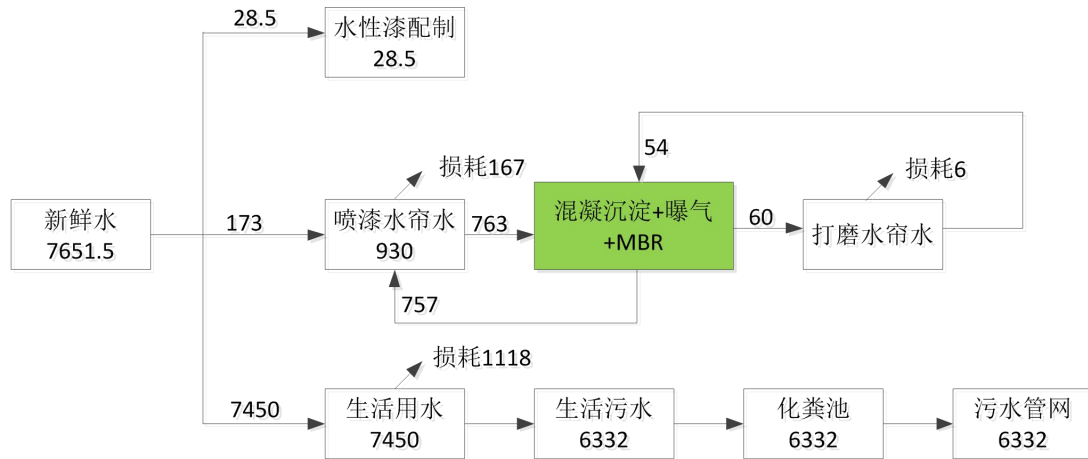 28.5
水性漆配制
28.5
54
损耗167
损耗6
新鲜水
7651.5
173
喷漆水帘水
930
763
混凝沉淀+曝气
+MBR
60
打磨水帘水
757
损耗1118
7450
生活用水
7450
生活污水
6332
化粪池
6332
污水管网
6332